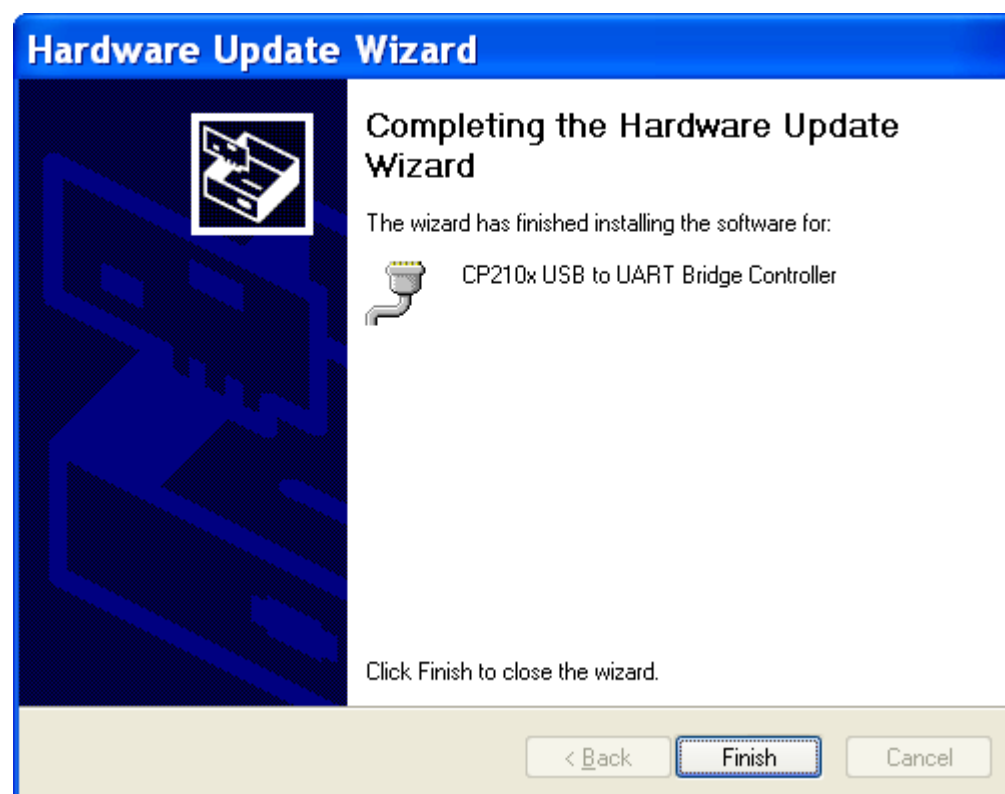 Hardware Update Wizard
Completing the Hardware Update
Wizard
The wizard has finished installing the software for:
CP210x USB to UART Bridge Controller
Click Finish to close the wizard.
< Back
Finish
Cancel